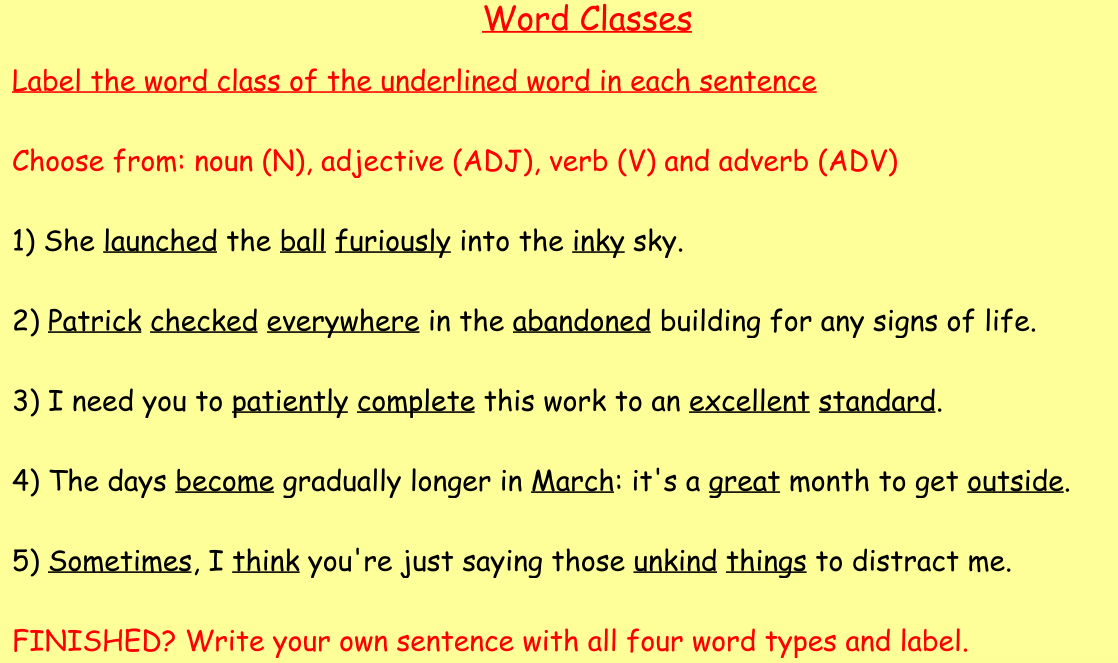 Word Classes
Label the word class of the underlined word in each sentence
Choose from: noun (N), adjective (ADJ), verb (V) and adverb (ADV)
1) She launched the ball furiously into the inky sky.
2) Patrick checked everywhere in the abandoned building for any signs of life.
3) I need you to patiently complete this work to an excellent standard.
4) The days become gradually longer in March: it's a great month to get outside.
5) Sometimes, I think you're just saying those unkind things to distract me.
FINISHED? Write your own sentence with all four word types and label.